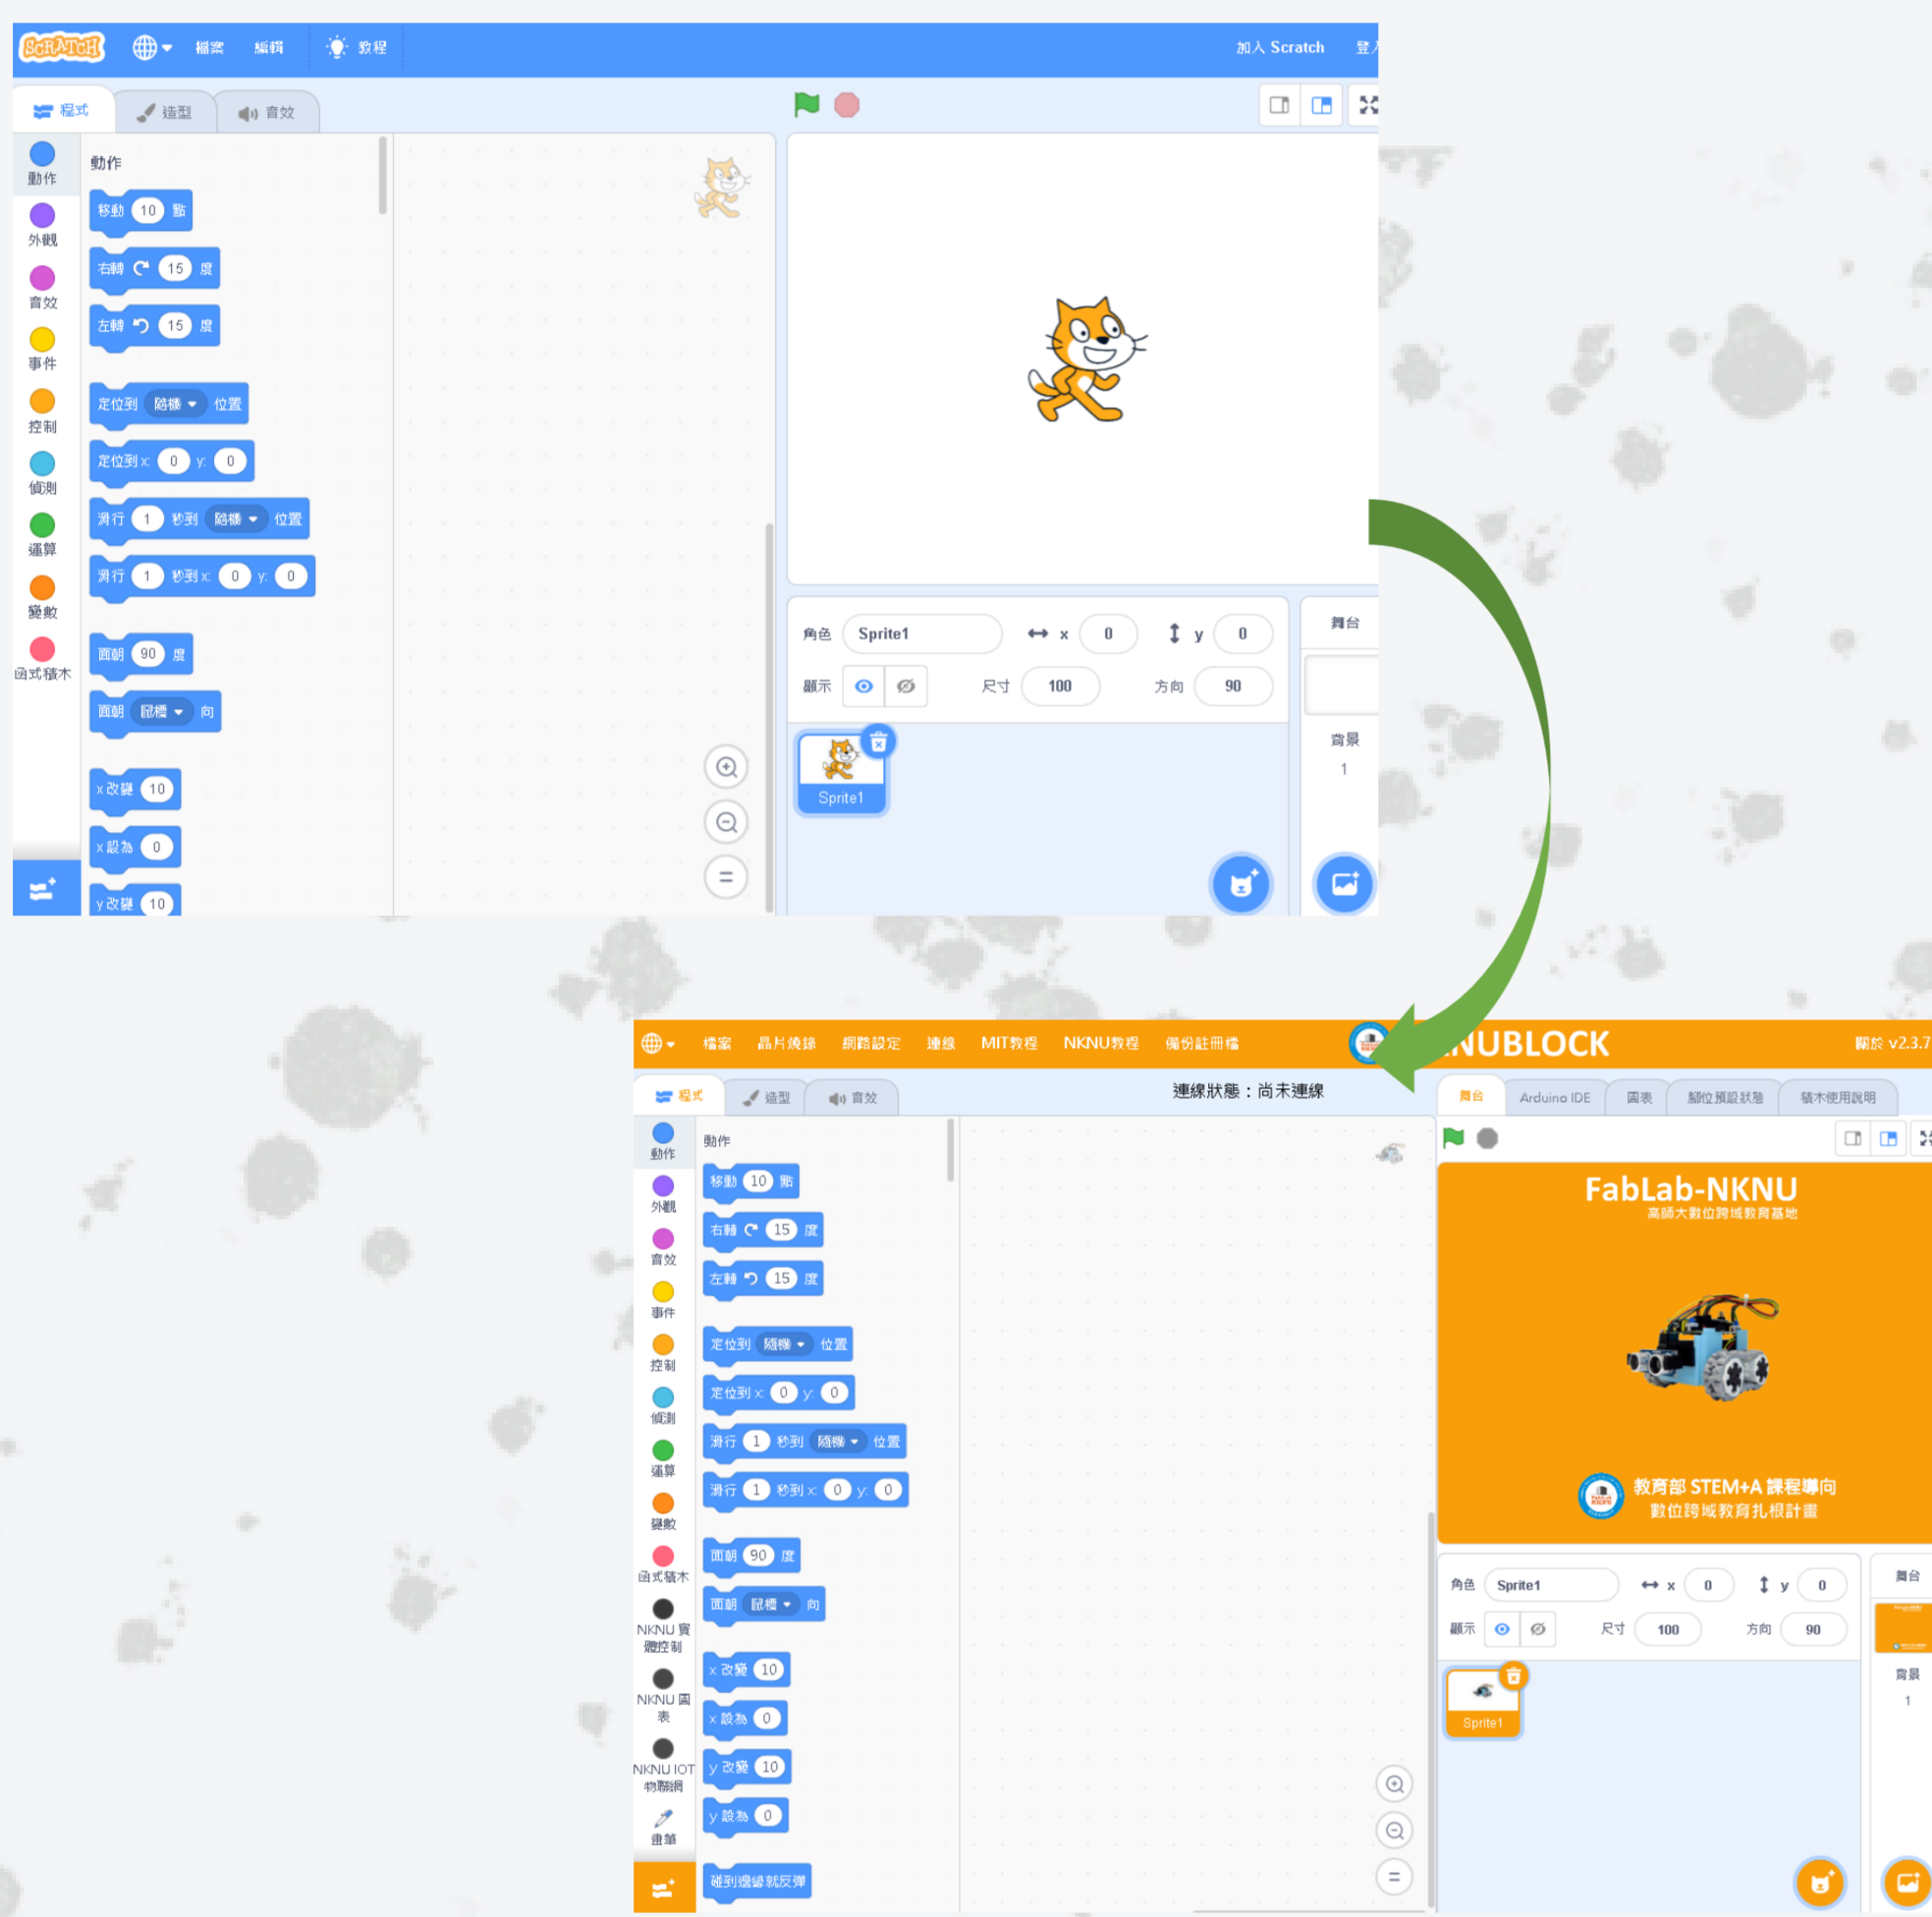 SCRATCH 檔案 編輯 教程 加入 Scratch
程式 造型 音效
動作
外觀
音效
事件
控制
偵測
運算
變數
函式積木
動作
移動 10 點
右轉 15 度
左轉 15 度
定位到 隨機 位置
定位到 x: 0 y: 0
滑行 1 秒到 隨機 位置
滑行 1 秒到 x: 0 y: 0
面朝 90 度
面朝 鼠標 向
x 改變 10
x 設為 0
y 改變 10
角色 Sprite1 x 0 y 0
顯示 尺寸 100 方向 90
Sprite1
舞台
背景
1
檔案 晶片燒錄 網路設定 連線 MIT教程 NKNU教程 備份註冊檔 NUBLOCK 關於 v2.3.7
程式 造型 音效 連線狀態：尚未連線
舞台 Arduino IDE 圖表 腳位預設狀態 積木使用說明
動作
外觀
音效
事件
控制
偵測
運算
變數
函式積木
NKNU 實
體控制
NKNU 圖
表
NKNU IOT
物聯網
畫筆
動作
移動 10 點
右轉 15 度
左轉 15 度
定位到 隨機 位置
定位到 x: 0 y: 0
滑行 1 秒到 隨機 位置
滑行 1 秒到 x: 0 y: 0
面朝 90 度
面朝 鼠標 向
x 改變 10
x 設為 0
y 改變 10
y 設為 0
碰到邊緣就反彈
FabLab-NKNU
高師大數位跨域教育基地
教育部 STEM+A 課程導向
數位跨域教育扎根計畫
角色 Sprite1 x 0 y 0
顯示 尺寸 100 方向 90
Sprite1
舞台
背景
1